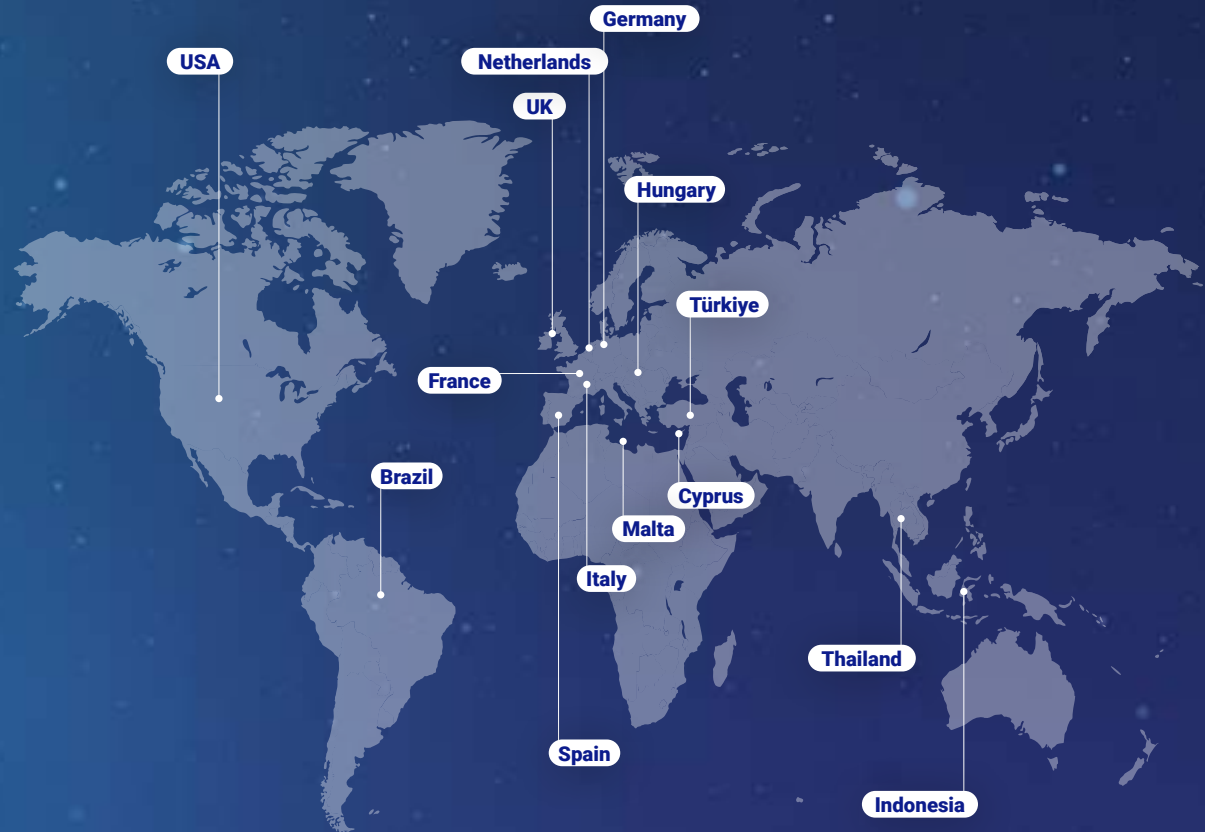 Germany
USA
Netherlands
UK
Hungary
Türkiye
France
Brazil
Cyprus
Malta
Italy
Thailand
Spain
Indonesia